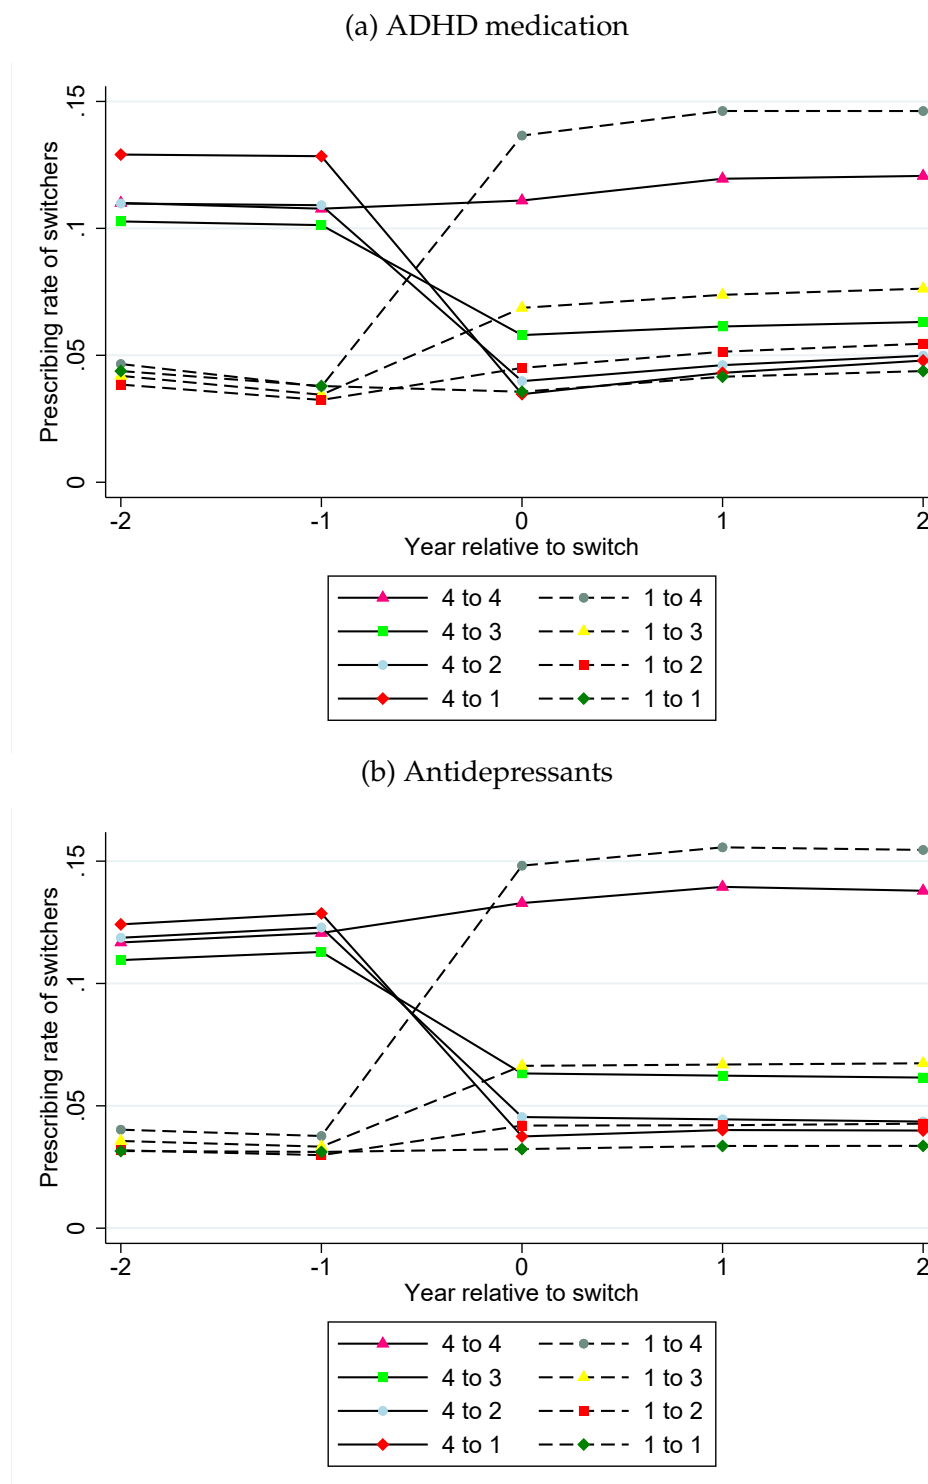 (a) ADHD medication
Prescribing rate of switchers
.15
.1
.05
0
-2 -1 0 1 2
Year relative to switch
4 to 4 1 to 4
4 to 3 1 to 3
4 to 2 1 to 2
4 to 1 1 to 1
(b) Antidepressants
Prescribing rate of switchers
.15
.1
.05
0
-2 -1 0 1 2
Year relative to switch
4 to 4 1 to 4
4 to 3 1 to 3
4 to 2 1 to 2
4 to 1 1 to 1